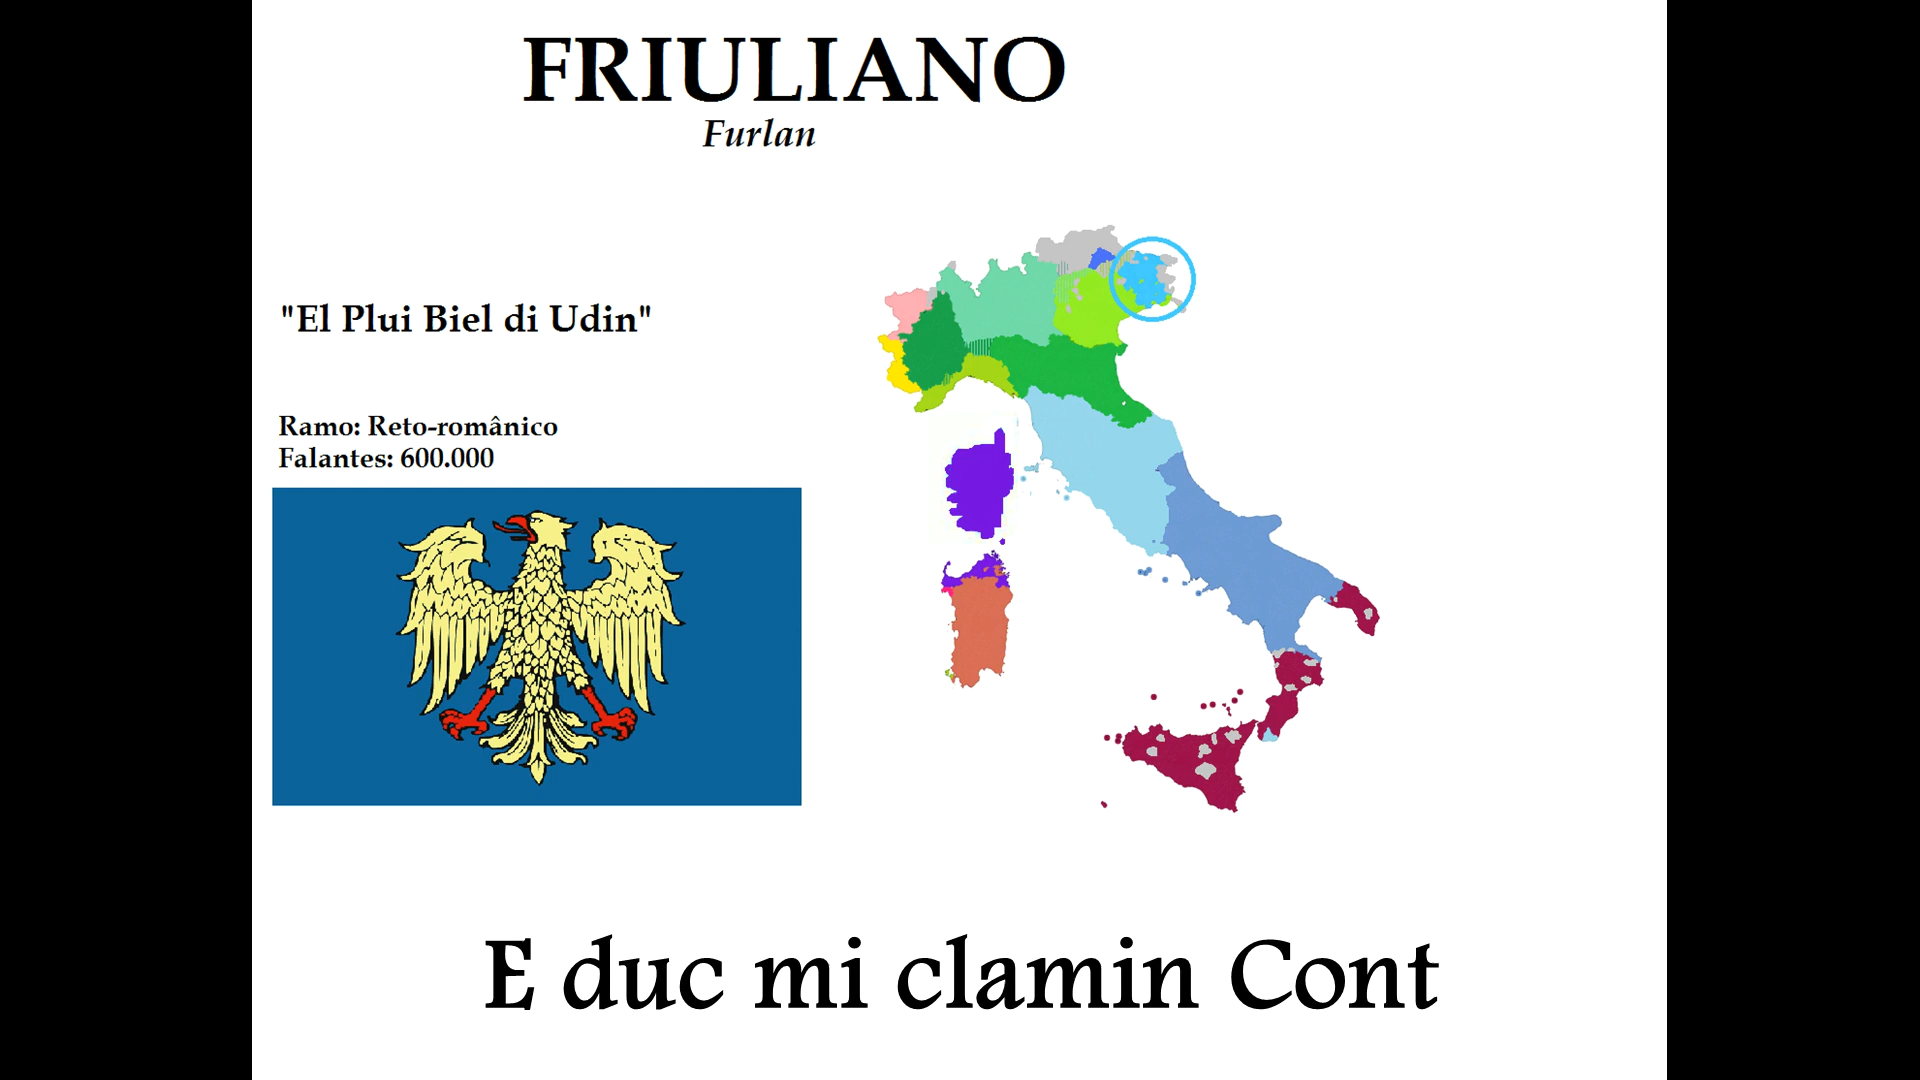 FRIULIANO
Furlan
"El Plui Biel di Udin"
Ramo: Reto-românico
Falantes: 600.000
E duc mi clamin Cont